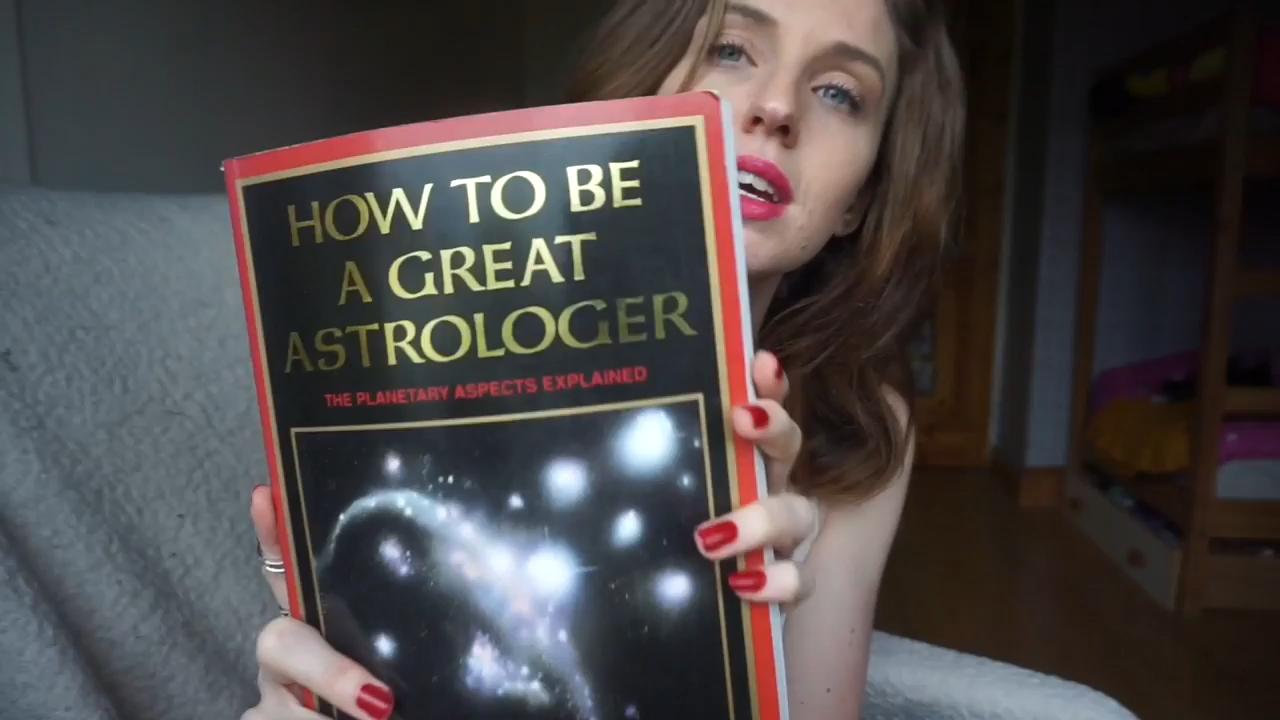 HOW TO BE
A GREAT
ASTROLOGER
THE PLANETARY ASPECTS EXPLAINED